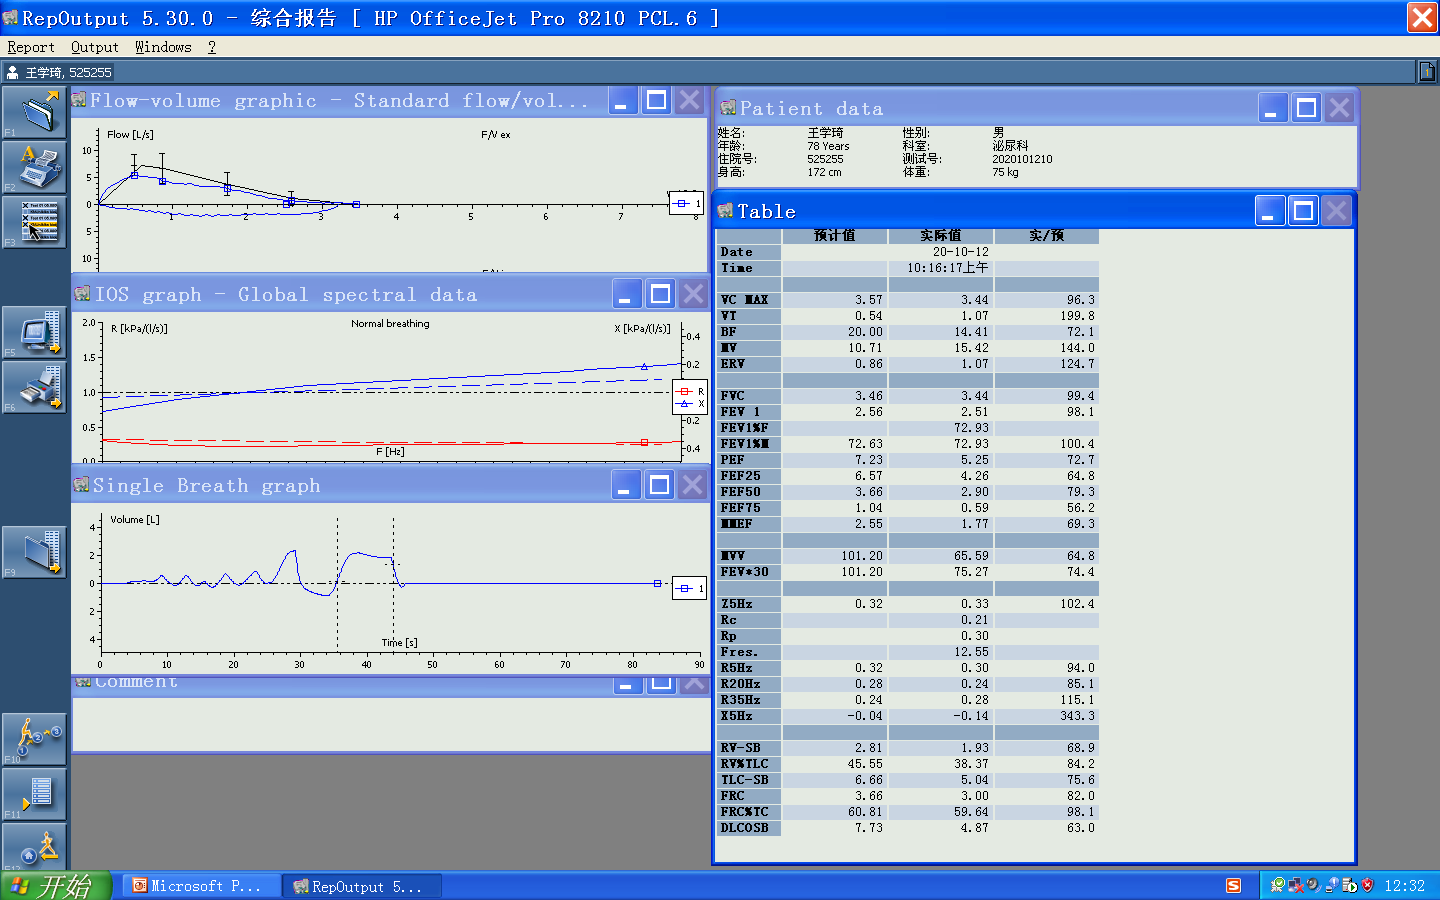 RepOutput 5.30.0 - 综合报告 [ HP OfficeJet Pro 8210 PCL.6 ]
Report Output Windows ?
王学琦, 525255
Flow-volume graphic - Standard flow/vol...
Flow [L/s]
F/V ex
10
5
0
5
10
1 2 3 4 5 6 7 8
1
IOS graph - Global spectral data
R [kPa/(l/s)] Normal breathing X [kPa/(l/s)]
2.0
1.5
1.0
0.5
0.0
0.4
0.2
0.2
0.4
R
X
F [Hz]
Single Breath graph
Volume [L]
4
2
0
2
4
1
Time [s]
0 10 20 30 40 50 60 70 80 90
Comment
Patient data
姓名: 王学琦 性别: 男
年龄: 78 Years 科室: 泌尿科
住院号: 525255 测试号: 2020101210
身高: 172 cm 体重: 75 kg
Table
预计值 实际值 实/预
Date 20-10-12
Time 10:16:17上午
VC MAX 3.57 3.44 96.3
VT 0.54 1.07 199.8
BF 20.00 14.41 72.1
MV 10.71 15.42 144.0
ERV 0.86 1.07 124.7
FVC 3.46 3.44 99.4
FEV 1 2.56 2.51 98.1
FEV1%F 72.93
FEV1%M 72.63 72.93 100.4
PEF 7.23 5.25 72.7
FEF25 6.57 4.26 64.8
FEF50 3.66 2.90 79.3
FEF75 1.04 0.59 56.2
MMEF 2.55 1.77 69.3
MVV 101.20 65.59 64.8
FEV*30 101.20 75.27 74.4
Z5Hz 0.32 0.33 102.4
Rc 0.21
Rp 0.30
Fres. 12.55
R5Hz 0.32 0.30 94.0
R20Hz 0.28 0.24 85.1
R35Hz 0.24 0.28 115.1
X5Hz -0.04 -0.14 343.3
RV-SB 2.81 1.93 68.9
RV%TLC 45.55 38.37 84.2
TLC-SB 6.66 5.04 75.6
FRC 3.66 3.00 82.0
FRC%TC 60.81 59.64 98.1
DLCOSB 7.73 4.87 63.0
F1
F2
F3
F5
F6
F9
F10
F11
开始 Microsoft P... RepOutput 5... 12:32